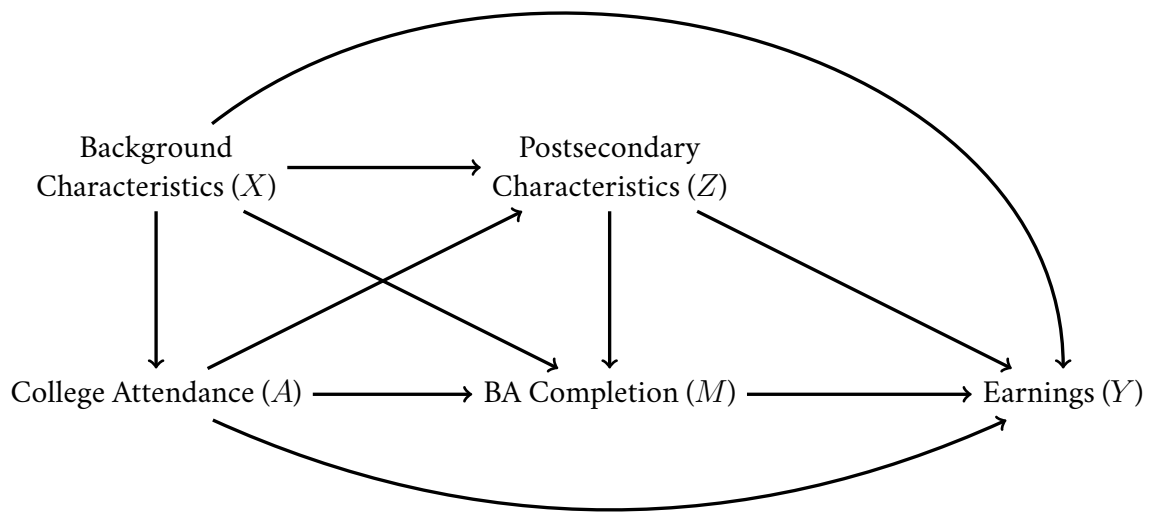 Background
Characteristics (X)
Postsecondary
Characteristics (Z)
College Attendance (A)
BA Completion (M)
Earnings (Y)